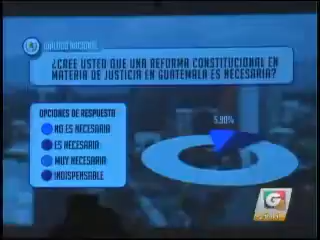 DIÁLOGO NACIONAL
¿CREE USTED QUE UNA REFORMA CONSTITUCIONAL EN
MATERIA DE JUSTICIA EN GUATEMALA ES NECESARIA?
OPCIONES DE RESPUESTA
NO ES NECESARIA
ES NECESARIA
MUY NECESARIA
INDISPENSABLE
5.90%
G